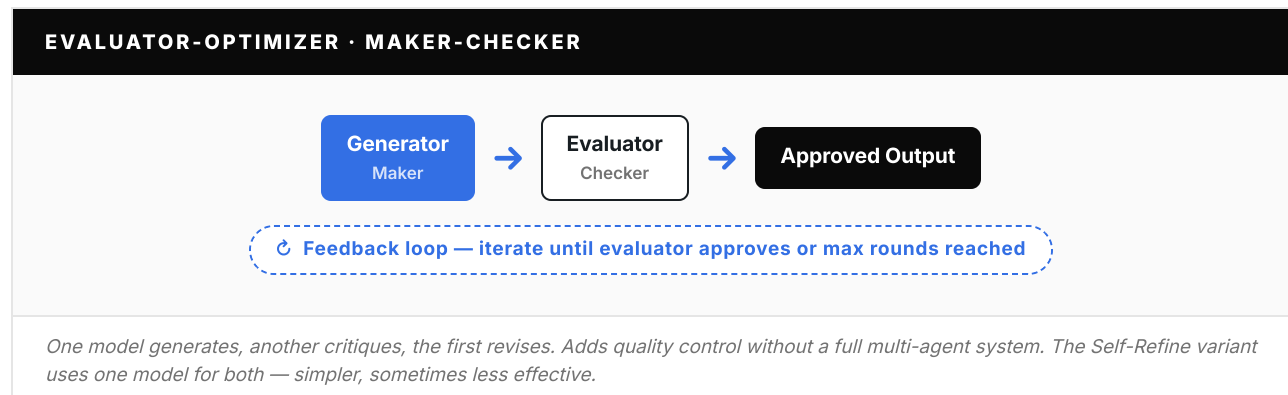 EVALUATOR-OPTIMIZER · MAKER-CHECKER
Generator
Maker
Evaluator
Checker
Approved Output
↻ Feedback loop — iterate until evaluator approves or max rounds reached
One model generates, another critiques, the first revises. Adds quality control without a full multi-agent system. The Self-Refine variant
uses one model for both — simpler, sometimes less effective.